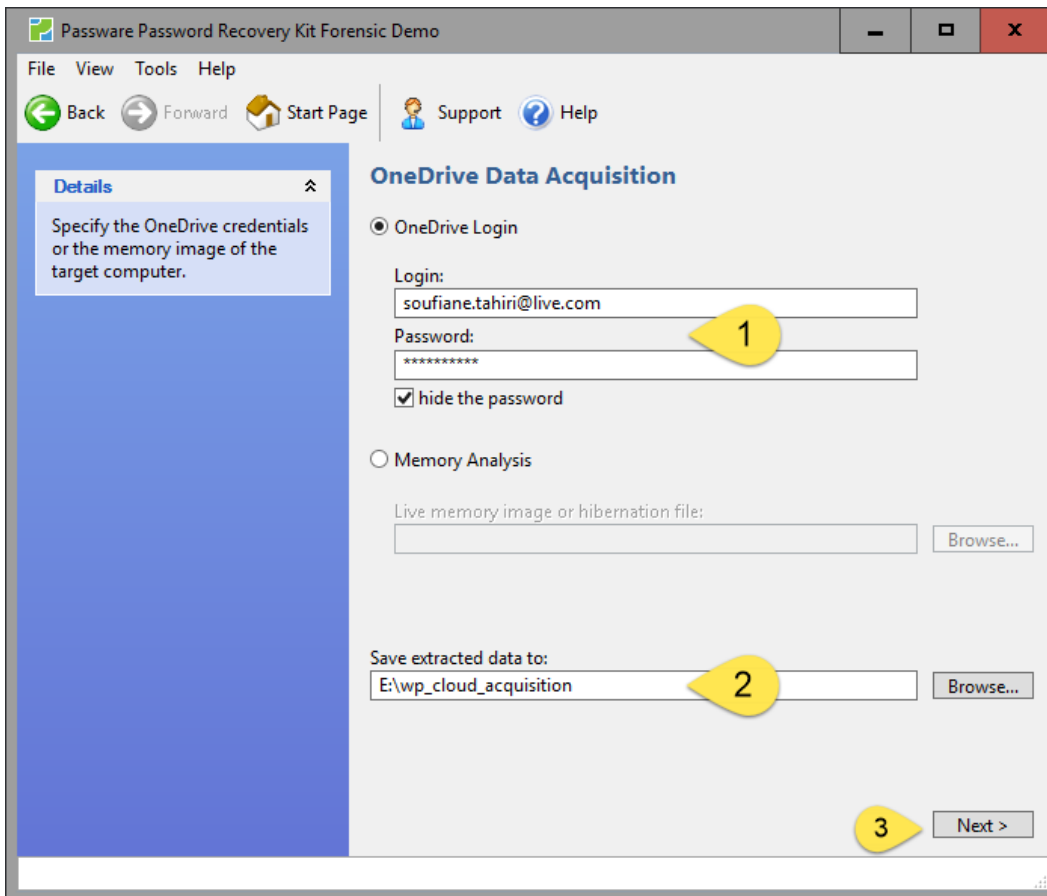 Passware Password Recovery Kit Forensic Demo
File View Tools Help
Back Forward Start Page Support Help
Details
Specify the OneDrive credentials
or the memory image of the
target computer.
OneDrive Data Acquisition
OneDrive Login
Login:
soufiane.tahiri@live.com
Password:
**********
1
hide the password
Memory Analysis
Live memory image or hibernation file:
Browse...
Save extracted data to:
E:\wp_cloud_acquisition
2
Browse...
3
Next >